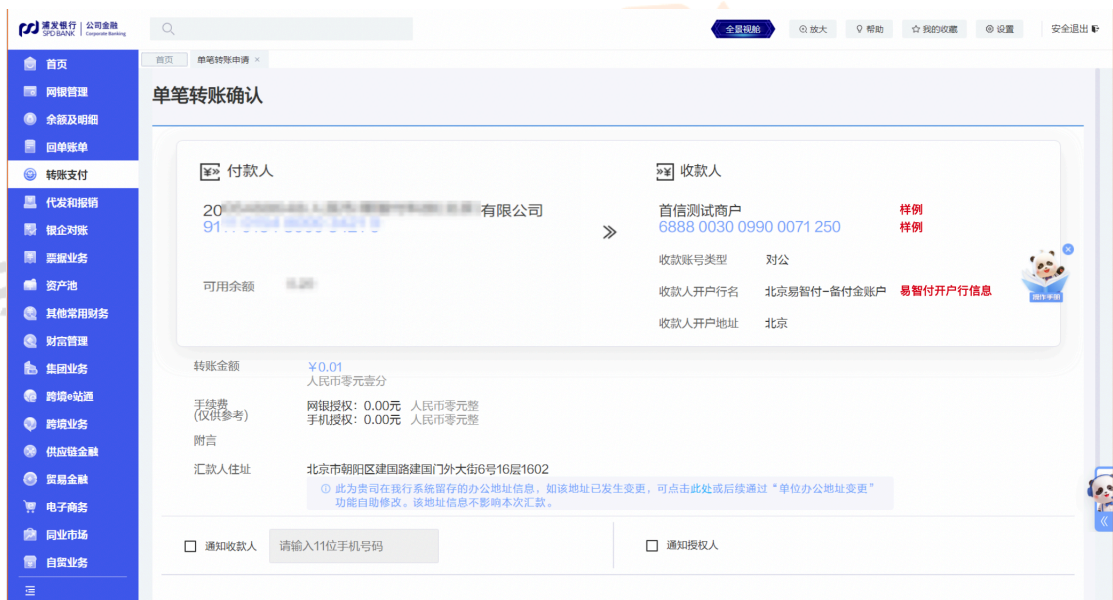 浦发银行 公司金融
SPD BANK Corporate Banking
全景视舱
放大
帮助
我的收藏
设置
安全退出
首页
网银管理
余额及明细
回单账单
转账支付
代发和报销
银企对账
票据业务
资产池
其他常用财务
财富管理
集团业务
跨境e站通
跨境业务
供应链金融
贸易金融
电子商务
同业市场
自贸业务
首页
单笔转账申请 ×
单笔转账确认
付款人
20
有限公司
91
可用余额
收款人
首信测试商户 样例
6888 0030 0990 0071 250 样例
收款账号类型 对公
收款人开户行名 北京易智付-备付金账户 易智付开户行信息
收款人开户地址 北京
操作手册
转账金额 ￥0.01
人民币零元壹分
手续费
(仅供参考)
网银授权：0.00元 人民币零元整
手机授权：0.00元 人民币零元整
附言
汇款人住址 北京市朝阳区建国路建国门外大街6号16层1602
此为贵司在我行系统留存的办公地址信息，如该地址已发生变更，可点击此处或后续通过“单位办公地址变更”
功能自助修改。该地址信息不影响本次汇款。
通知收款人 请输入11位手机号码
通知授权人